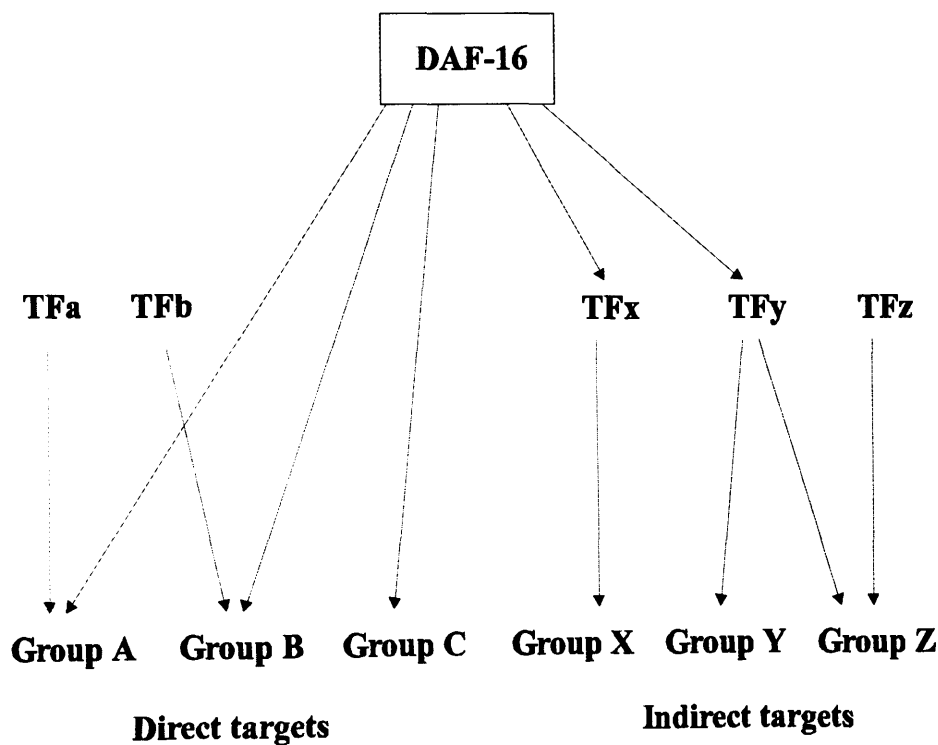 DAF-16
TFa TFb TFx TFy TFz
Group A Group B Group C Group X Group Y Group Z
Direct targets Indirect targets